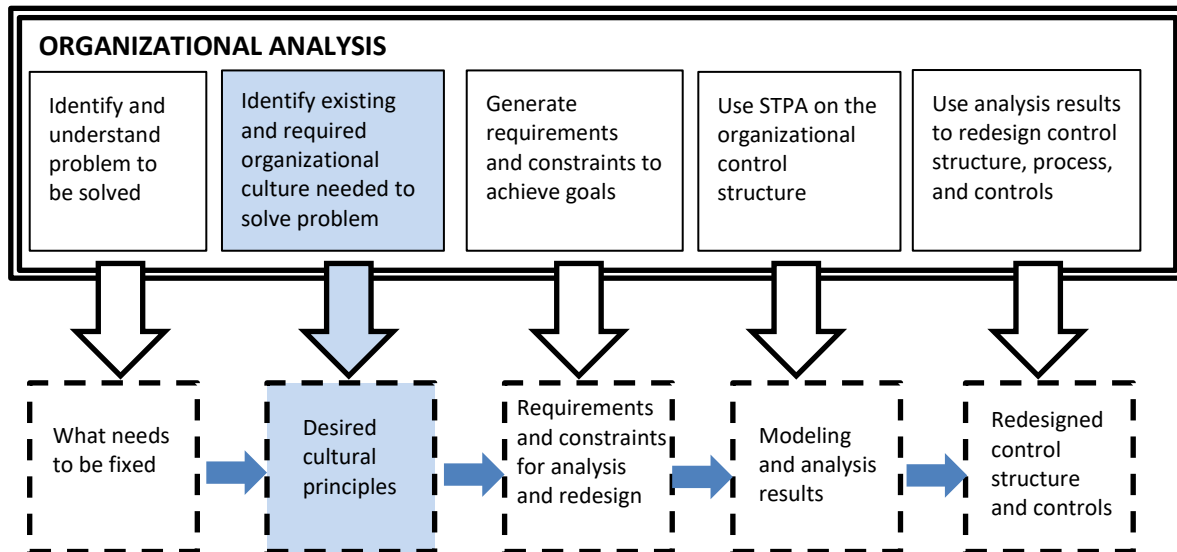 ORGANIZATIONAL ANALYSIS
Identify and
understand
problem to
be solved
Identify existing
and required
organizational
culture needed to
solve problem
Generate
requirements
and constraints to
achieve goals
Use STPA on the
organizational
control
structure
Use analysis results
to redesign control
structure, process,
and controls
What needs
to be fixed
Desired
cultural
principles
Requirements
and constraints
for analysis
and redesign
Modeling
and analysis
results
Redesigned
control
structure
and controls